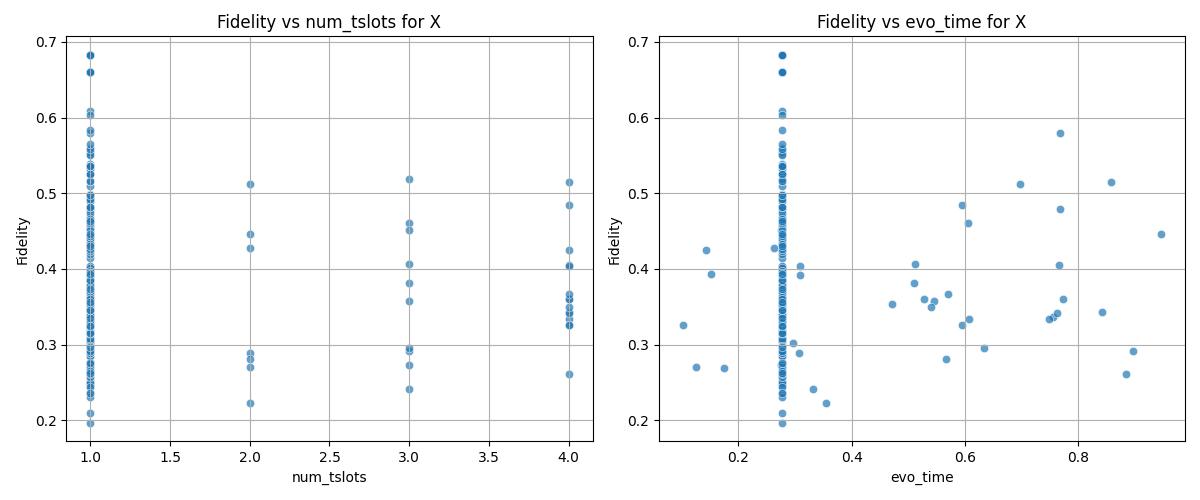 Fidelity vs num_tslots for X
Fidelity
0.7
0.6
0.5
0.4
0.3
0.2
1.0 1.5 2.0 2.5 3.0 3.5 4.0
num_tslots
Fidelity vs evo_time for X
Fidelity
0.7
0.6
0.5
0.4
0.3
0.2
0.2 0.4 0.6 0.8
evo_time